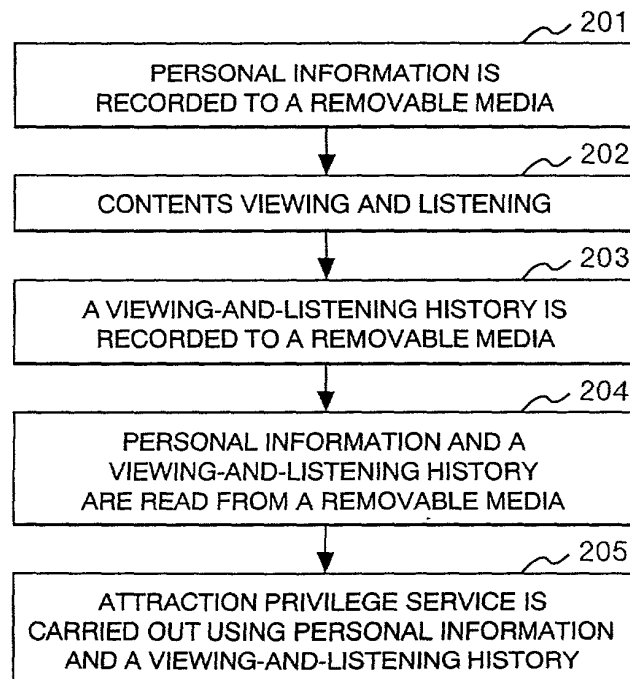 201
PERSONAL INFORMATION IS
RECORDED TO A REMOVABLE MEDIA
202
CONTENTS VIEWING AND LISTENING
203
A VIEWING-AND-LISTENING HISTORY IS
RECORDED TO A REMOVABLE MEDIA
204
PERSONAL INFORMATION AND A
VIEWING-AND-LISTENING HISTORY
ARE READ FROM A REMOVABLE MEDIA
205
ATTRACTION PRIVILEGE SERVICE IS
CARRIED OUT USING PERSONAL INFORMATION
AND A VIEWING-AND-LISTENING HISTORY